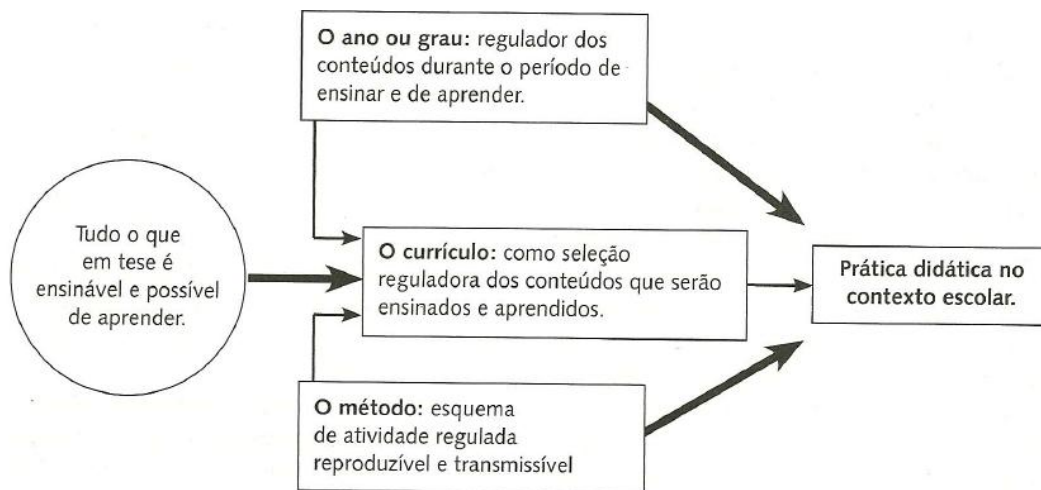 O ano ou grau: regulador dos
conteúdos durante o período de
ensinar e de aprender.
Tudo o que
em tese é
ensinável e possível
de aprender.
O currículo: como seleção
reguladora dos conteúdos que serão
ensinados e aprendidos.
Prática didática no
contexto escolar.
O método: esquema
de atividade regulada
reproduzível e transmissível